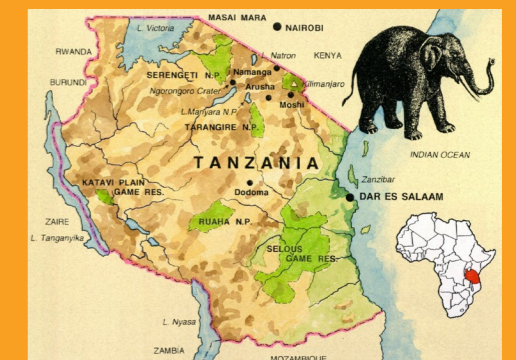 MASAI MARA
NAIROBI
L. Victoria
RWANDA
L. Natron
KENYA
SERENGETI N.P.
Namanga
BURUNDI
Ngorongoro Crater
Arusha
Kilimanjaro
Moshi
L.Manyara N.P.
TARANGIRE N.P.
INDIAN OCEAN
TANZANIA
Zanzibar
KATAVI PLAIN
GAME RES.
Dodoma
DAR ES SALAAM
ZAIRE
RUAHA N.P.
L. Tanganyika
SELOUS
GAME RES.
L. Nyasa
ZAMBIA
MOZAMBIQUE